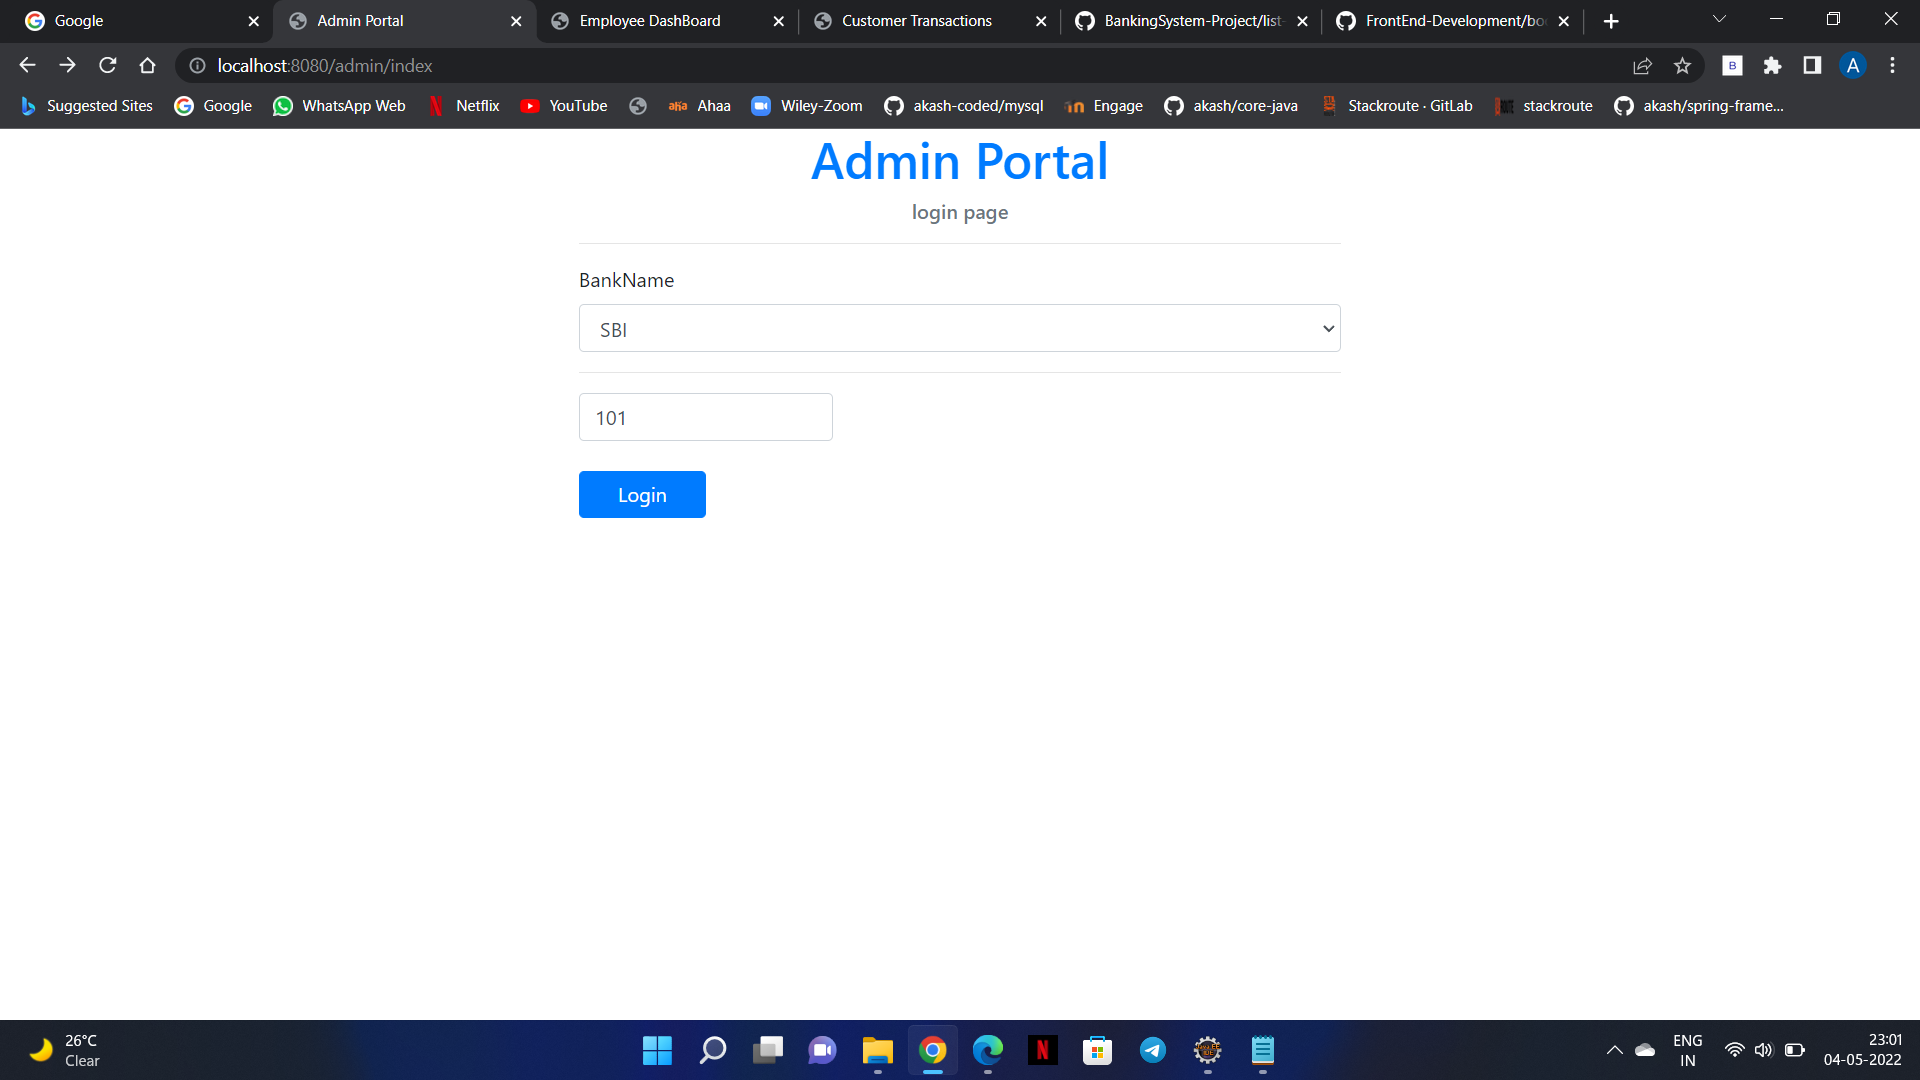 Google
Admin Portal
Employee DashBoard
Customer Transactions
BankingSystem-Project/list-
FrontEnd-Development/boo
localhost:8080/admin/index
B
A
Suggested Sites
Google
WhatsApp Web
Netflix
YouTube
aha
Ahaa
Wiley-Zoom
akash-coded/mysql
Engage
akash/core-java
Stackroute · GitLab
stackroute
akash/spring-frame...
Admin Portal
login page
BankName
SBI
101
Login
26°C
Clear
ENG
IN
23:01
04-05-2022